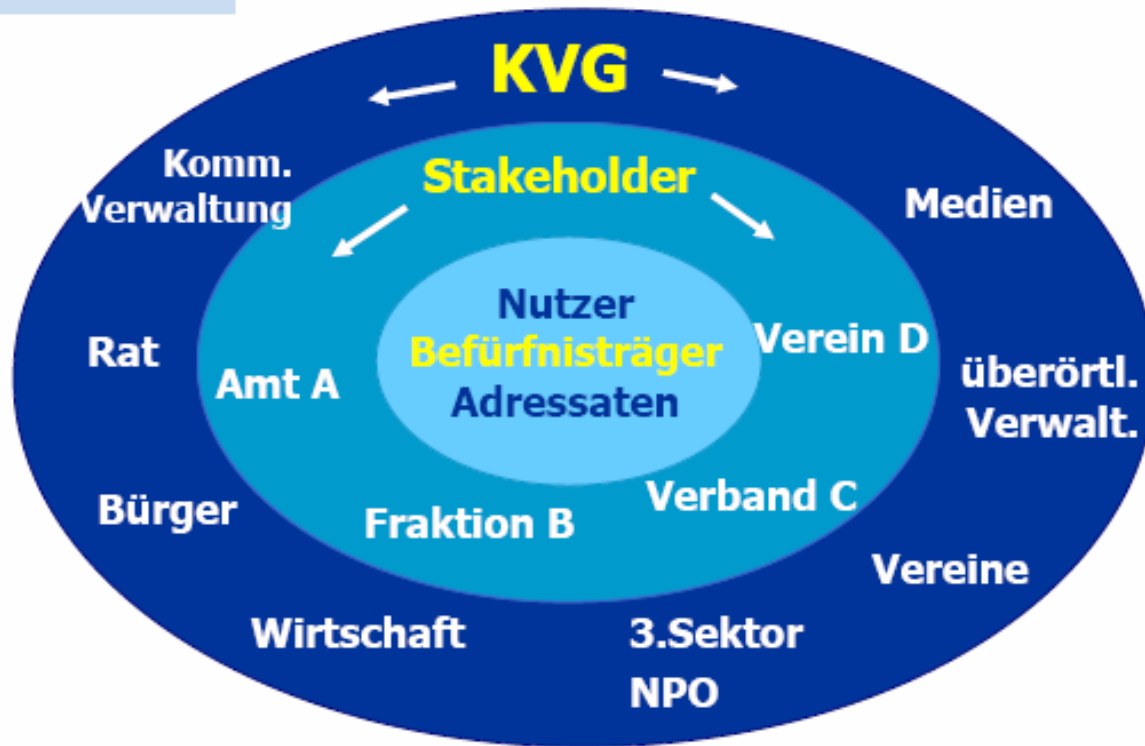 KVG
Stakeholder
Komm.
Verwaltung
Medien
Nutzer
Befürfnisträger
Adressaten
Rat
Amt A
Verein D
überörtl.
Verwalt.
Bürger
Fraktion B
Verband C
Vereine
Wirtschaft
3.Sektor
NPO